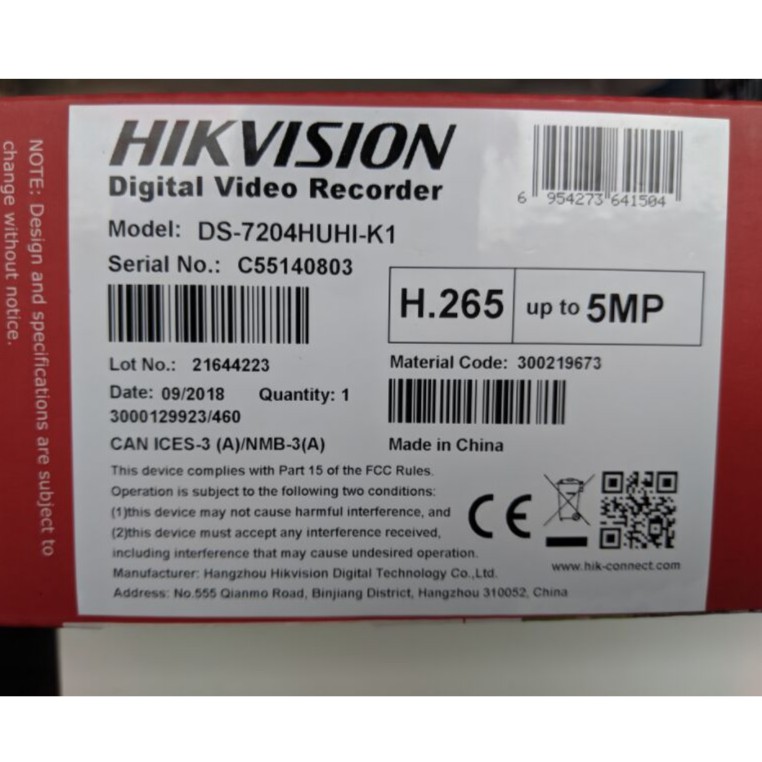 NOTE: Design and specifications are subject to
change without notice.
HIKVISION
Digital Video Recorder
6 954273 641504
Model: DS-7204HUHI-K1
Serial No.: C55140803
H.265 up to 5MP
Lot No.: 21644223
Material Code: 300219673
Date: 09/2018 Quantity: 1
3000129923/460
CAN ICES-3 (A)/NMB-3(A)
Made in China
This device complies with Part 15 of the FCC Rules.
Operation is subject to the following two conditions:
(1)this device may not cause harmful interference, and
(2)this device must accept any interference received,
including interference that may cause undesired operation.
CE
www.hik-connect.com
Manufacturer: Hangzhou Hikvision Digital Technology Co.,Ltd.
Address: No.555 Qianmo Road, Binjiang District, Hangzhou 310052, China